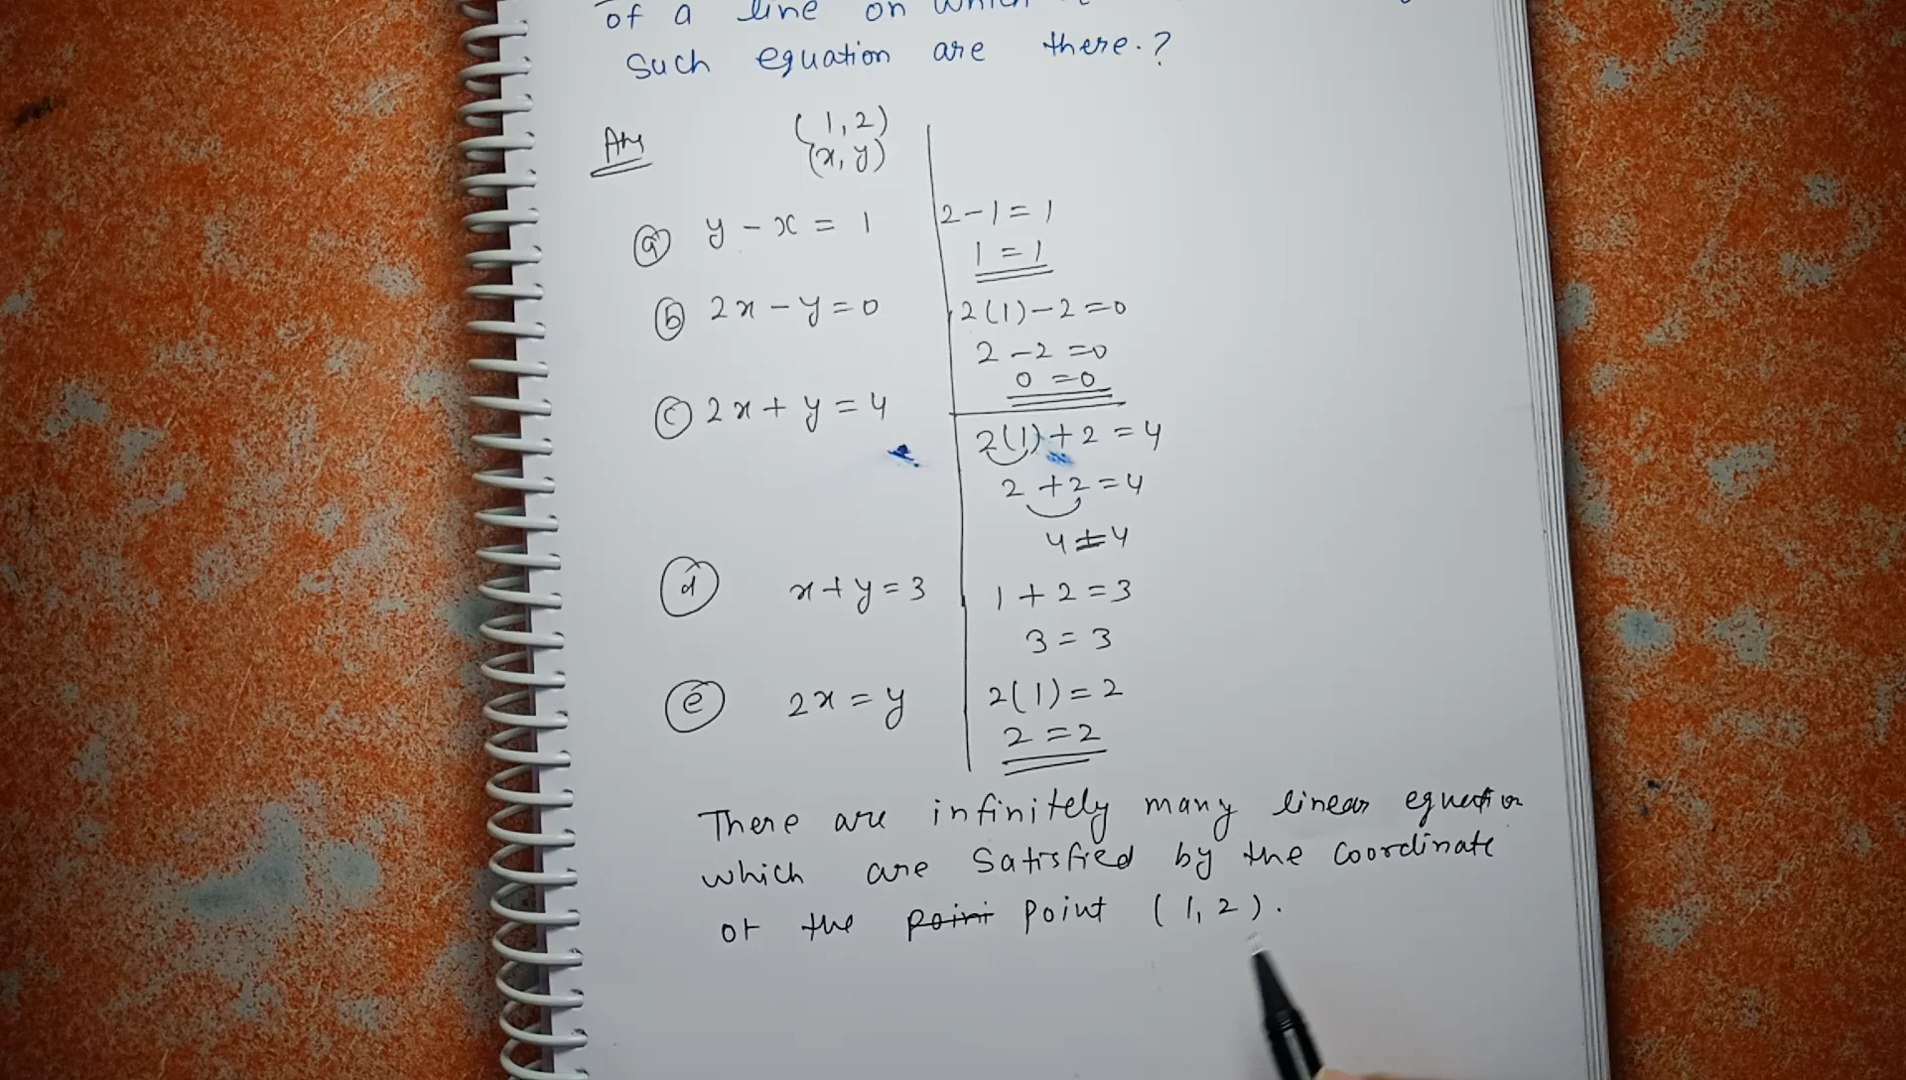 of a line on which
Such equation are there.?
Ans (1,2)
(x, y)
(a) y - x = 1 2-1=1
1 = 1
(b) 2x - y = 0 2(1)-2=0
2 -2 =0
0 =0
(c) 2x + y = 4 2(1)+2 =4
2 +2 =4
4 = 4
(d) x + y = 3 1 + 2 = 3
3 = 3
(e) 2x = y 2(1) = 2
2 = 2
There are infinitely many linear equation
which are Satisfied by the Coordinate
of the point point (1, 2).